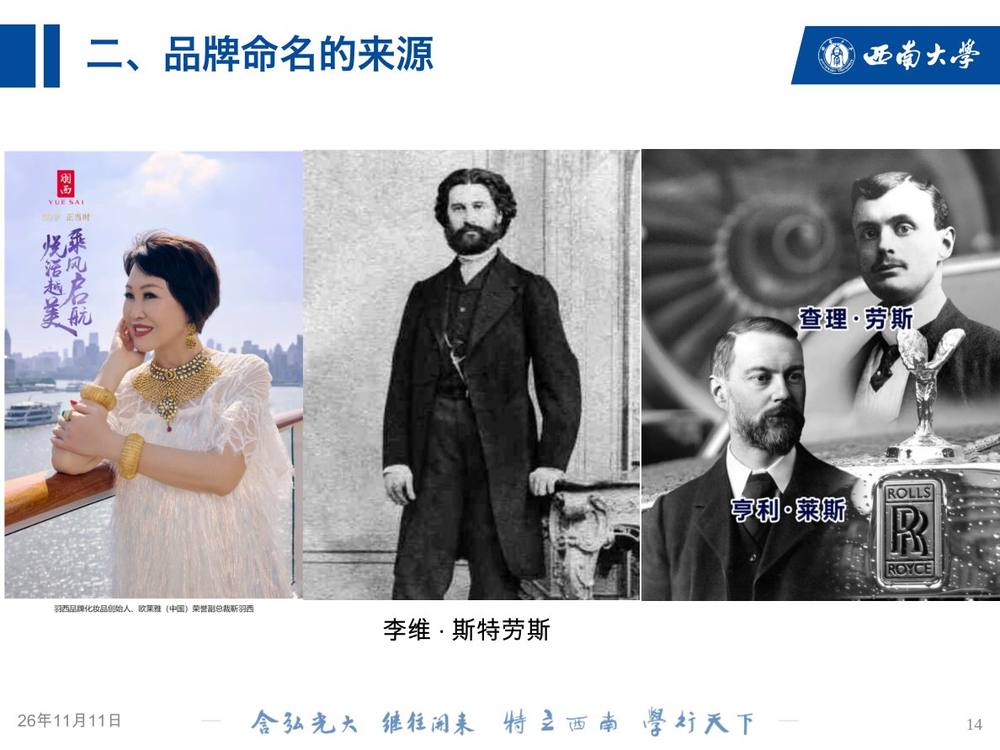 二、品牌命名的来源
西南大学
羽西
YUE SAI
正当时
乘风启航
悦活越美
查理·劳斯
亨利·莱斯
ROLLS
RR
ROYCE
羽西品牌化妆品创始人、欧莱雅（中国）荣誉副总裁靳羽西
李维·斯特劳斯
26年11月11日
含弘光大 继往开来 特立西南 学行天下
14